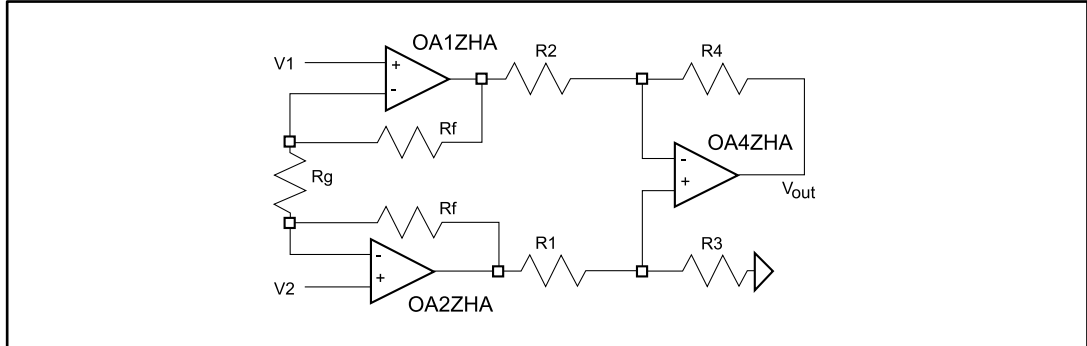 OA1ZHA
R2
R4
V1
+
-
Rf
OA4ZHA
-
Rg
+
Vout
Rf
R1
R3
-
V2
+
OA2ZHA